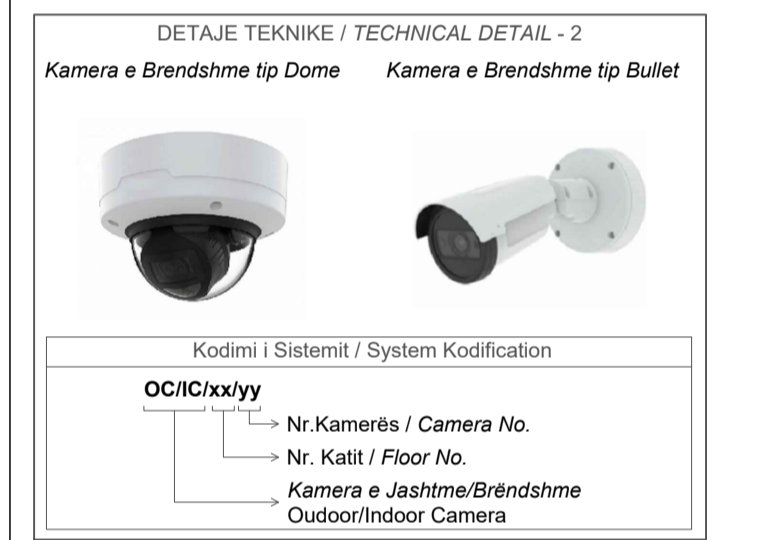 DETAJE TEKNIKE / TECHNICAL DETAIL - 2
Kamera e Brendshme tip Dome
Kamera e Brendshme tip Bullet
Kodimi i Sistemit / System Kodification
OC/IC/xx/yy
Nr.Kamerës / Camera No.
Nr. Katit / Floor No.
Kamera e Jashtme/Brëndshme
Oudoor/Indoor Camera